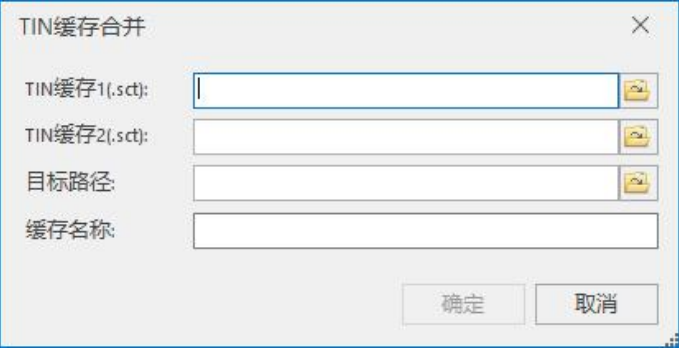 TIN缓存合并
TIN缓存1(.sct):
TIN缓存2(.sct):
目标路径:
缓存名称:
确定 取消